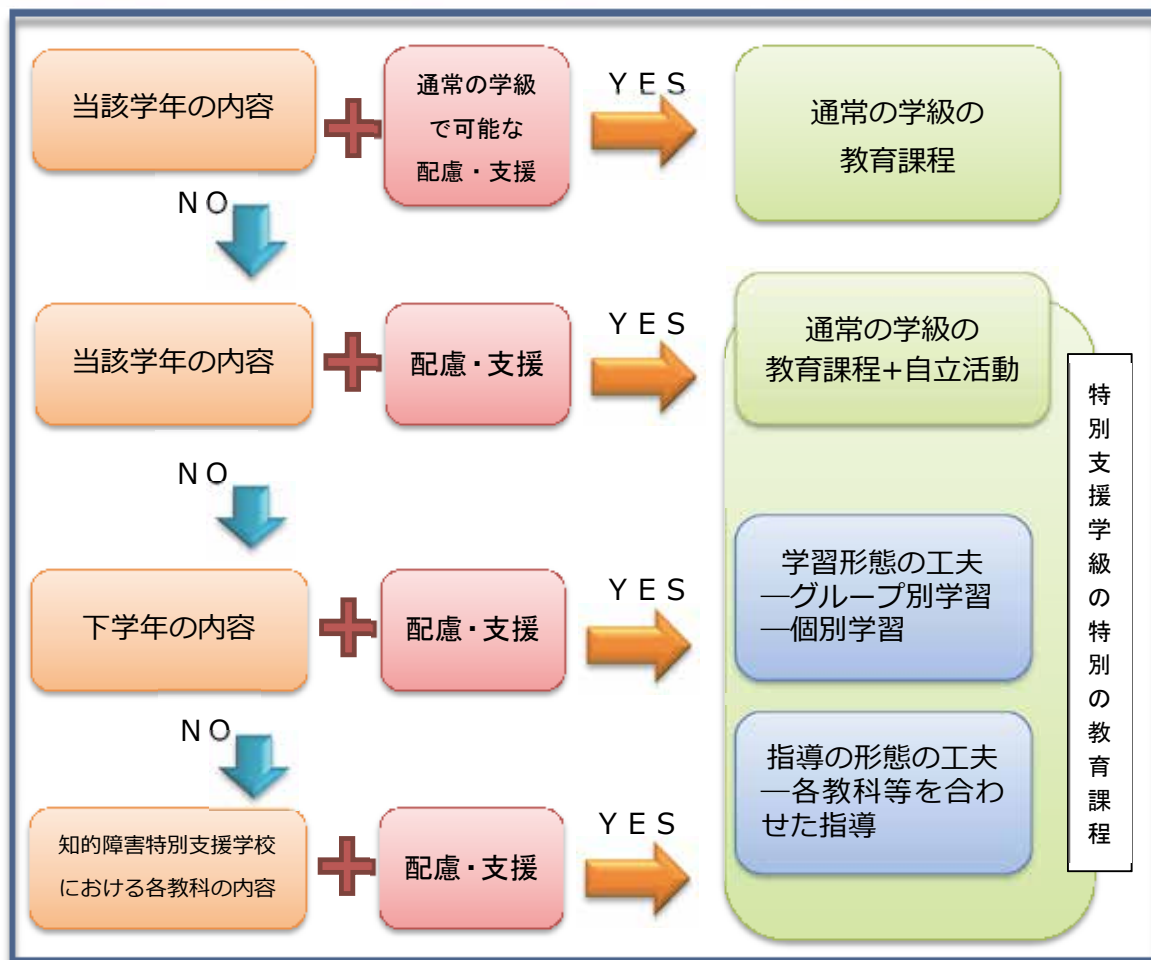 当該学年の内容
通常の学級
で可能な
配慮・支援
YES
通常の学級の
教育課程
NO
当該学年の内容
配慮・支援
YES
通常の学級の
教育課程+自立活動
NO
下学年の内容
配慮・支援
YES
学習形態の工夫
―グループ別学習
―個別学習
NO
知的障害特別支援学校
における各教科の内容
配慮・支援
YES
指導の形態の工夫
―各教科等を合わ
せた指導
特別支援学級の特別の教育課程